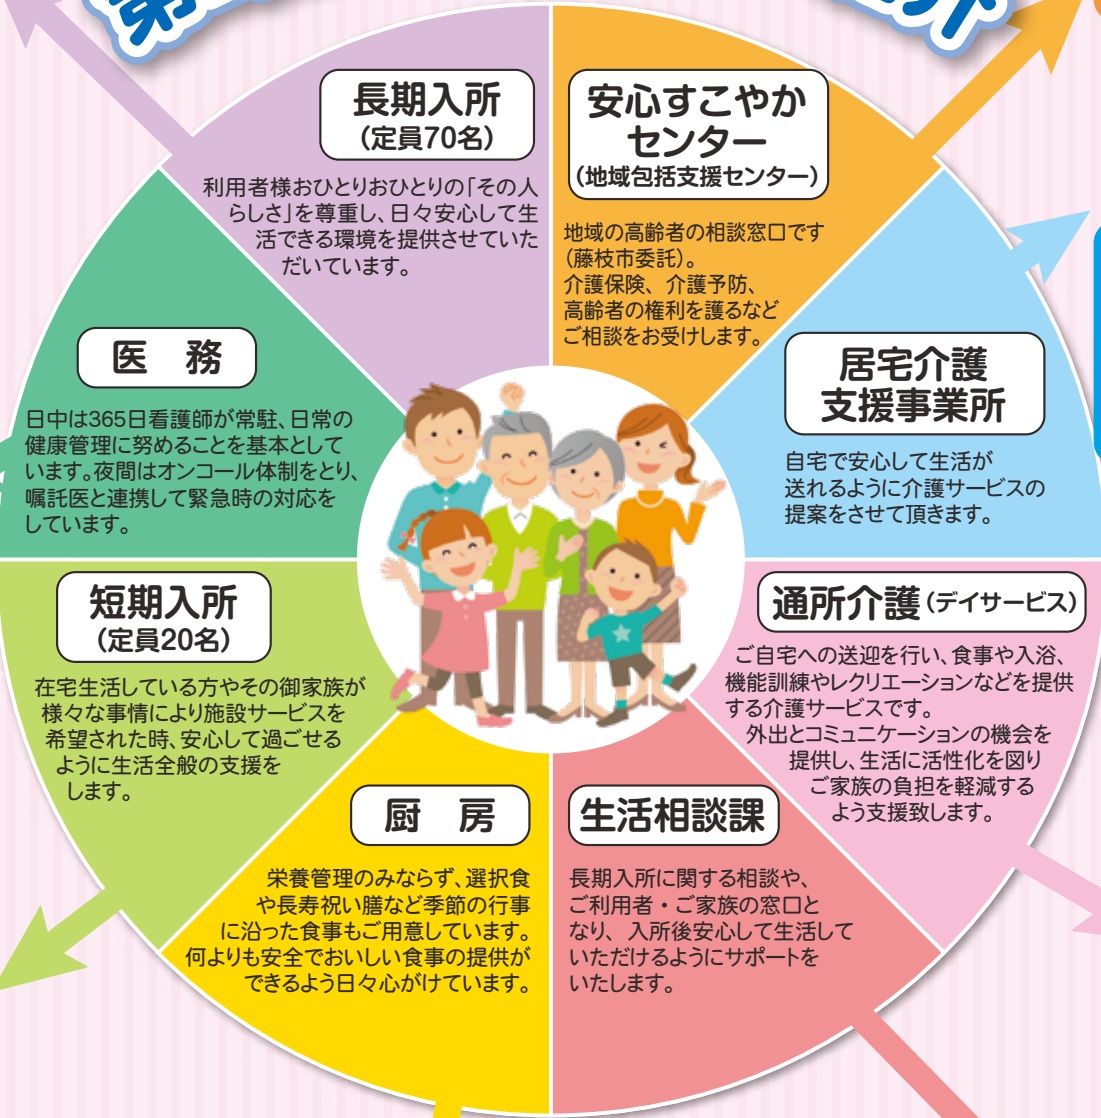 第
介
長期入所
(定員70名)
利用者様おひとりおひとりの「その人
らしさ」を尊重し、日々安心して生
活できる環境を提供させていた
だいています。
安心すこやか
センター
(地域包括支援センター)
地域の高齢者の相談窓口です
(藤枝市委託)。
介護保険、介護予防、
高齢者の権利を護るなど
ご相談をお受けします。
医　務
日中は365日看護師が常駐、日常の
健康管理に努めることを基本として
います。夜間はオンコール体制をとり、
嘱託医と連携して緊急時の対応を
しています。
居宅介護
支援事業所
自宅で安心して生活が
送れるように介護サービスの
提案をさせて頂きます。
短期入所
(定員20名)
在宅生活している方やその御家族が
様々な事情により施設サービスを
希望された時、安心して過ごせる
ように生活全般の支援を
します。
通所介護(デイサービス)
ご自宅への送迎を行い、食事や入浴、
機能訓練やレクリエーションなどを提供
する介護サービスです。
外出とコミュニケーションの機会を
提供し、生活に活性化を図り
ご家族の負担を軽減する
よう支援致します。
厨　房
栄養管理のみならず、選択食
や長寿祝い膳など季節の行事
に沿った食事もご用意しています。
何よりも安全でおいしい食事の提供が
できるよう日々心がけています。
生活相談課
長期入所に関する相談や、
ご利用者・ご家族の窓口と
なり、入所後安心して生活して
いただけるようにサポートを
いたします。